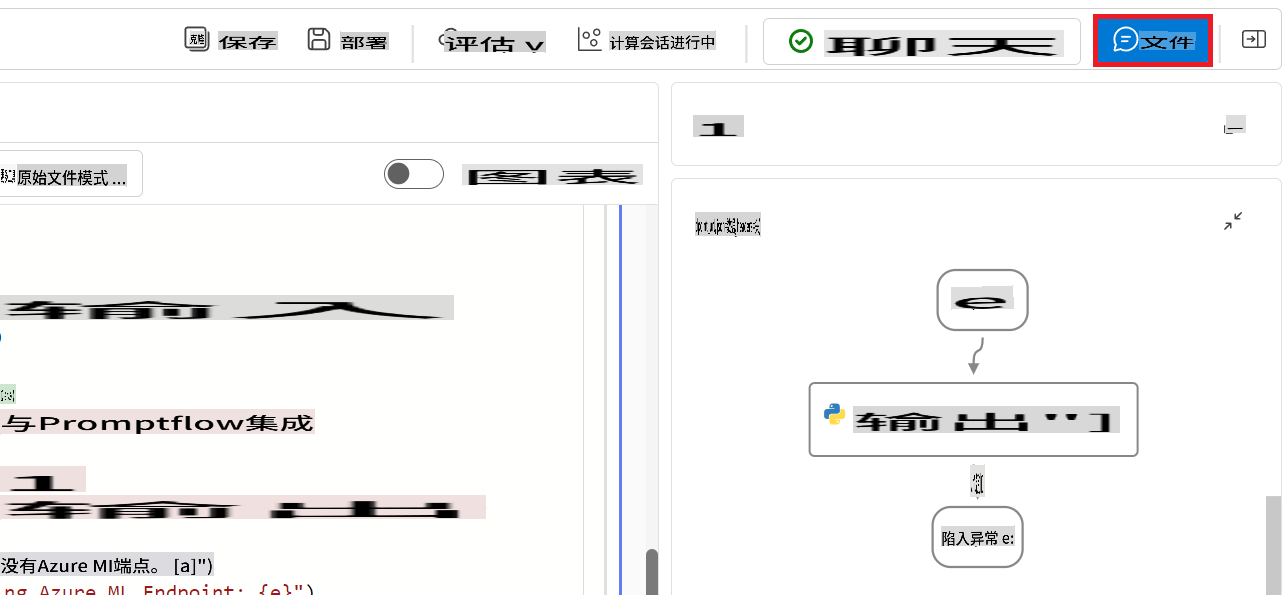 保存
部署
评估 v
计算会话进行中
聊天
文件
原始文件模式 ...
图表
输入
与Promptflow集成
1
输出
没有Azure MI端点。 [a]")
ng Azure ML Endpoint: {e}")
1
e
输出"]
陷入异常 e: